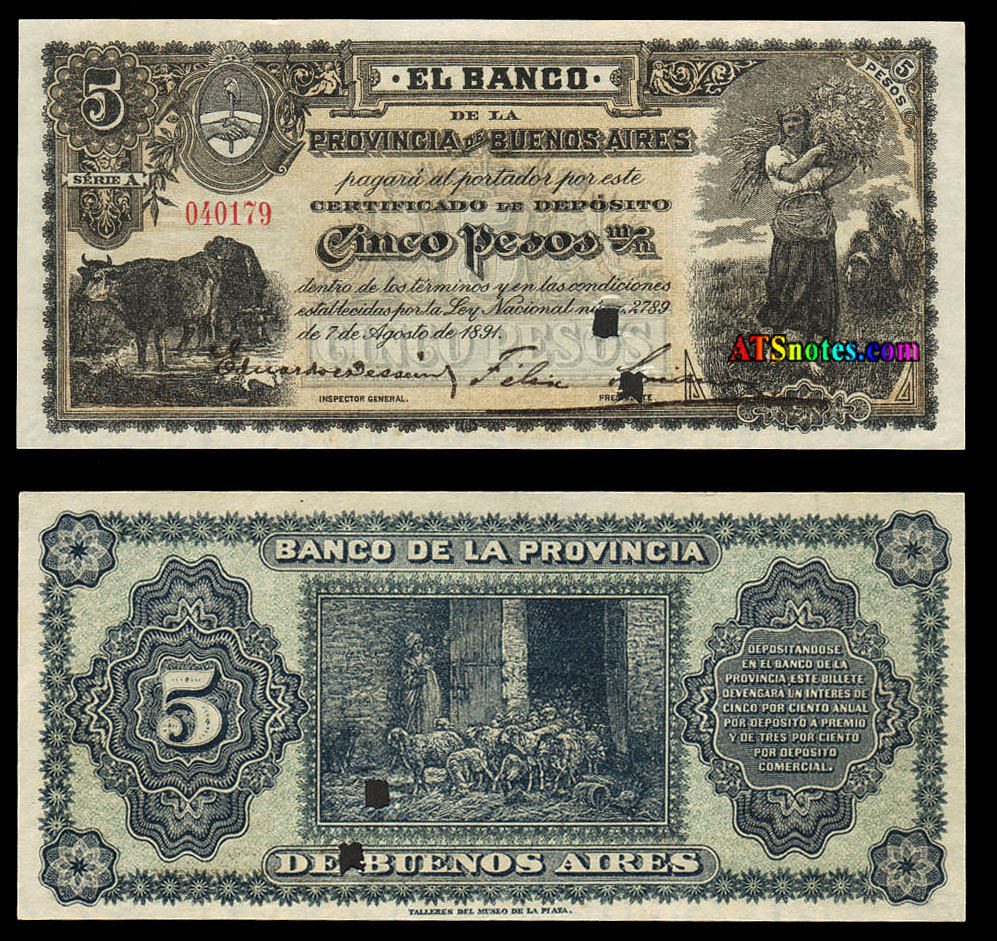 5
· EL BANCO ·
DE LA
PROVINCIA DE BUENOS AIRES
5
PESOS
SÉRIE A
pagará al portador por este
040179
CERTIFICADO DE DEPÓSITO
Cinco Pesos m/n
dentro de los términos y en las condiciones
establecidas por la Ley Nacional núm. 2789
de 7 de Agosto de 1891.
CINCO PESOS
ATSnotes.com
Félix
INSPECTOR GENERAL.
PRESIDENTE
BANCO DE LA PROVINCIA
5
DEPOSITANDOSE
EN EL BANCO DE LA
PROVINCIA ESTE BILLETE
DEVENGARÁ UN INTERES DE
CINCO POR CIENTO ANUAL
POR DEPÓSITO A PREMIO
Y DE TRES POR CIENTO
POR DEPÓSITO
COMERCIAL.
DE BUENOS AIRES
TALLERES DEL MUSEO DE LA PLATA.